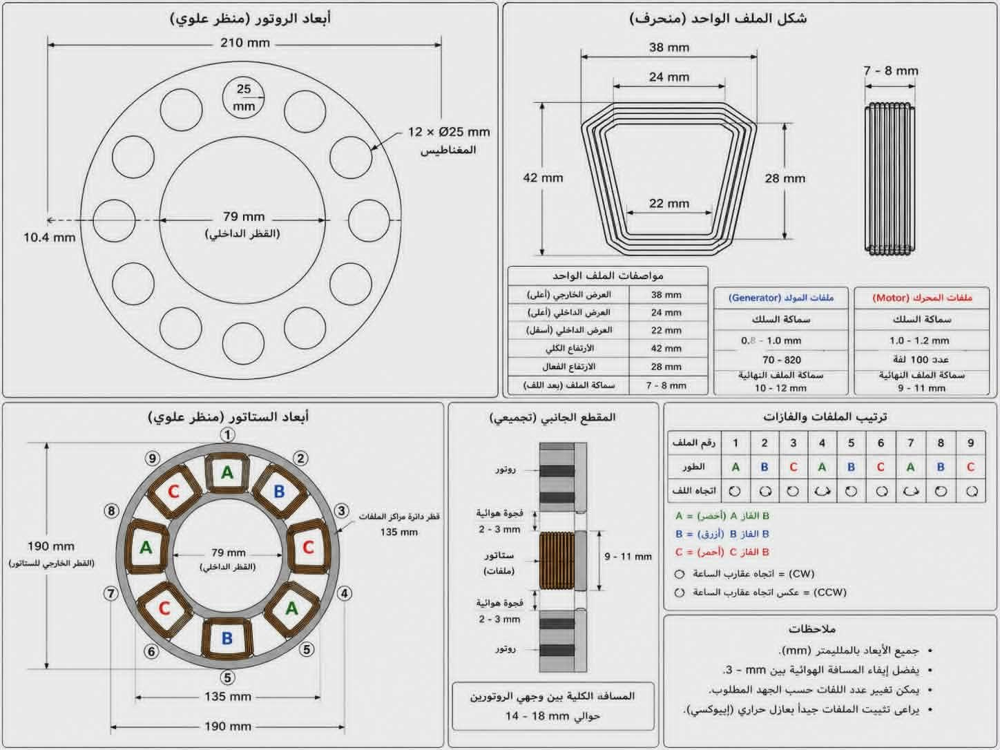 أبعاد الروتور (منظر علوي)
210 mm
25
mm
12 × Ø25 mm
المغناطيس
79 mm
(القطر الداخلي)
10.4 mm
شكل الملف الواحد (منحرف)
38 mm
24 mm
7 - 8 mm
42 mm
28 mm
22 mm
مواصفات الملف الواحد
العرض الخارجي (أعلى) 38 mm
العرض الداخلي (أعلى) 24 mm
العرض الداخلي (أسفل) 22 mm
الارتفاع الكلي 42 mm
الارتفاع الفعال 28 mm
سماكة الملف (بعد اللف) 7 - 8 mm
ملفات المولد (Generator)
سماكة السلك
0.8 - 1.0 mm
70 - 820
سماكة الملف النهائية
10 - 12 mm
ملفات المحرك (Motor)
سماكة السلك
1.0 - 1.2 mm
عدد 100 لفة
سماكة الملف النهائية
9 - 11 mm
أبعاد الستاتور (منظر علوي)
1
9
2
A
C
B
8
3
قطر دائرة مراكز الملفات
135 mm
190 mm
(القطر الخارجي للستاتور)
A
79 mm
(القطر الداخلي)
C
7
4
C
A
B
6
5
5
135 mm
190 mm
المقطع الجانبي (تجميعي)
روتور
فجوة هوائية
2 - 3 mm
ستاتور
(ملفات)
9 - 11 mm
فجوة هوائية
2 - 3 mm
روتور
المسافة الكلية بين وجهي الروتورين
حوالي 14 - 18 mm
ترتيب الملفات والفازات
رقم الملف 1 2 3 4 5 6 7 8 9
الطور A B C A B C A B C
اتجاه اللف
A = (أخضر) A الفاز B
B = (أزرق) B الفاز B
C = (أحمر) C الفاز B
اتجاه عقارب الساعة = (CW)
عكس اتجاه عقارب الساعة = (CCW)
ملاحظات
• جميع الأبعاد بالملليمتر (mm).
• يفضل إيفاء المسافة الهوائية بين 3 – mm.
• يمكن تغيير عدد اللفات حسب الجهد المطلوب.
• يراعى تثبيت الملفات جيداً بعازل حراري (إيبوكسي).